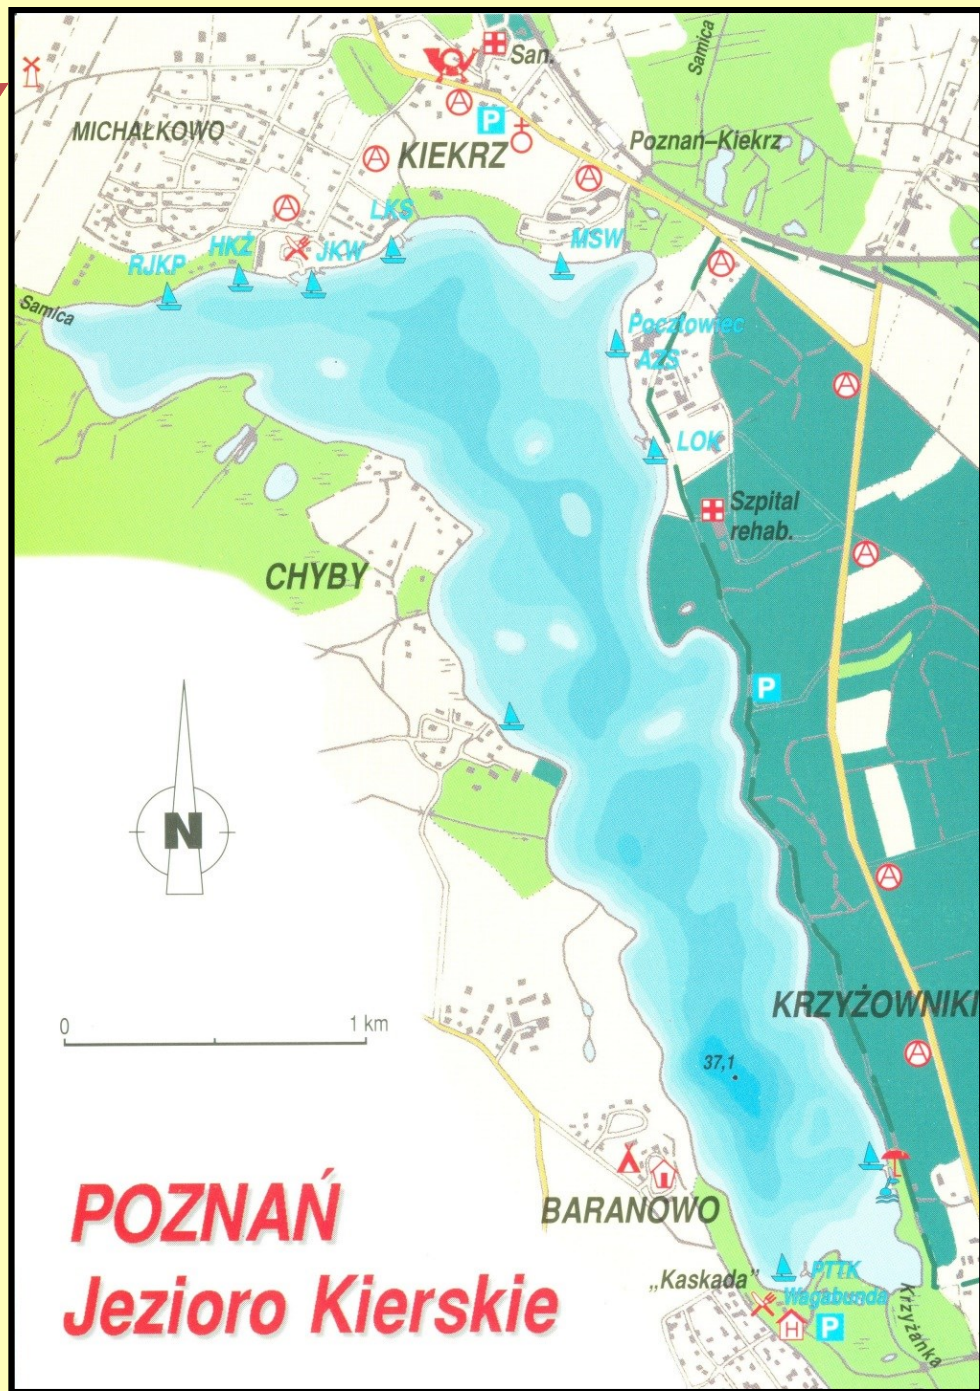 San.
Samica
MICHAŁKOWO
P
KIEKRZ
Poznań–Kiekrz
LKS
MSW
HKŻ
JKW
RJKP
Samica
Pocztowiec
AZS
LOK
Szpital
rehab.
CHYBY
P
N
KRZYŻOWNIKI
0 1 km
37,1
POZNAŃ
Jezioro Kierskie
BARANOWO
„Kaskada”
PTTK
Wagabunda
H
P
Krzyżanka
A
A
A
A
A
A
A
A
A